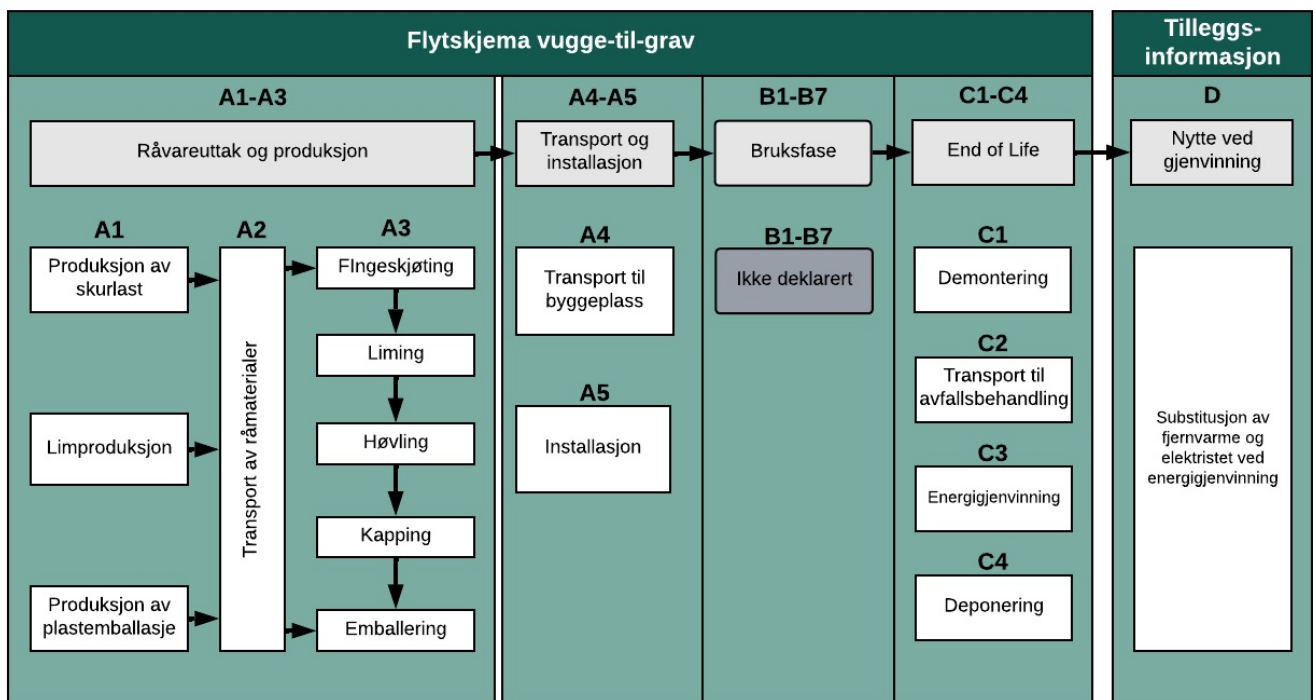 Flytskjema vugge-til-grav
Tilleggs-
informasjon
A1-A3
A4-A5
B1-B7
C1-C4
D
Råvareuttak og produksjon
Transport og
installasjon
Bruksfase
End of Life
Nytte ved
gjenvinning
A1
Produksjon av
skurlast
Limproduksjon
Produksjon av
plastemballasje
A2
Transport av råmaterialer
A3
FIngeskjøting
Liming
Høvling
Kapping
Emballering
A4
Transport til
byggeplass
A5
Installasjon
B1-B7
Ikke deklarert
C1
Demontering
C2
Transport til
avfallsbehandling
C3
Energigjenvinning
C4
Deponering
Substitusjon av
fjernvarme og
elektristet ved
energigjenvinning